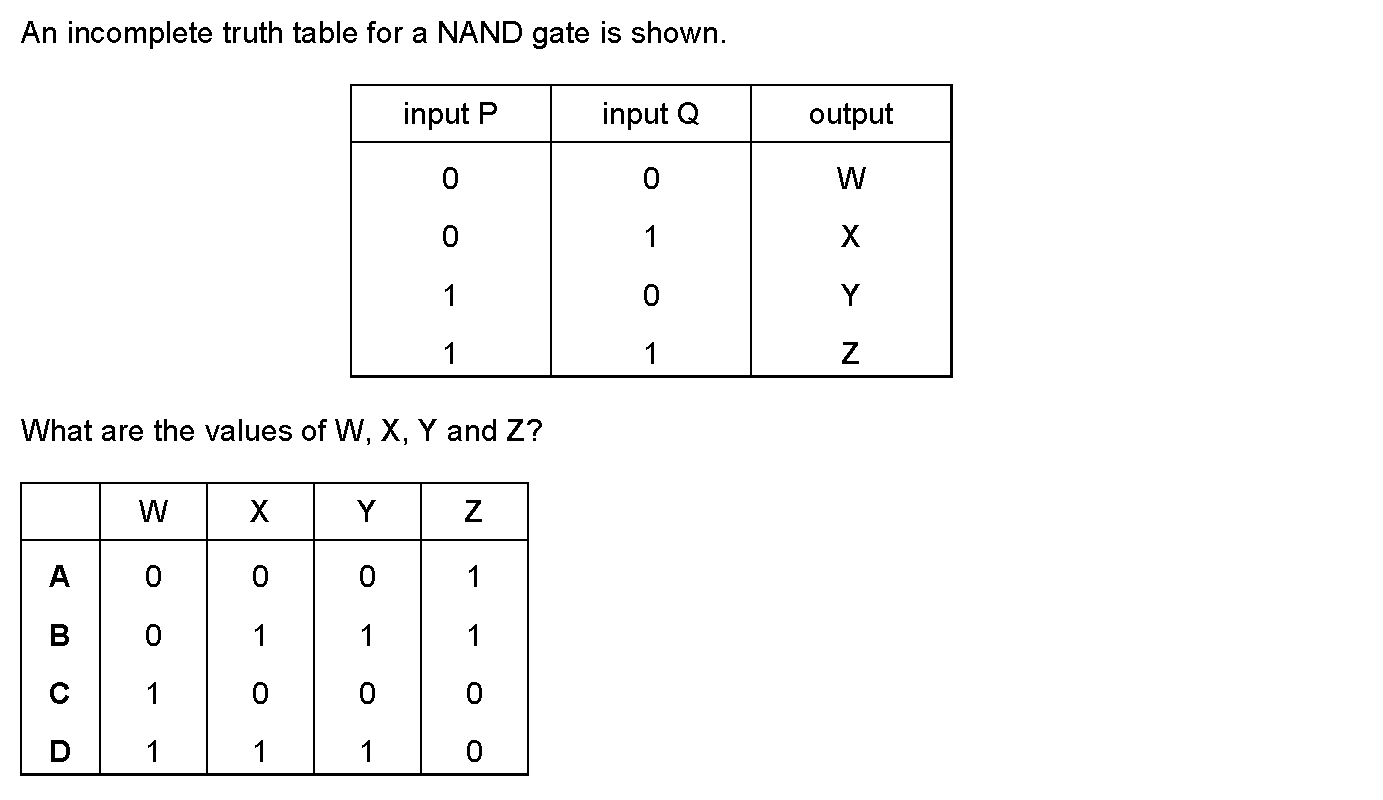 An incomplete truth table for a NAND gate is shown.
input P input Q output
0 0 W
0 1 X
1 0 Y
1 1 Z
What are the values of W, X, Y and Z?
W X Y Z
A 0 0 0 1
B 0 1 1 1
C 1 0 0 0
D 1 1 1 0